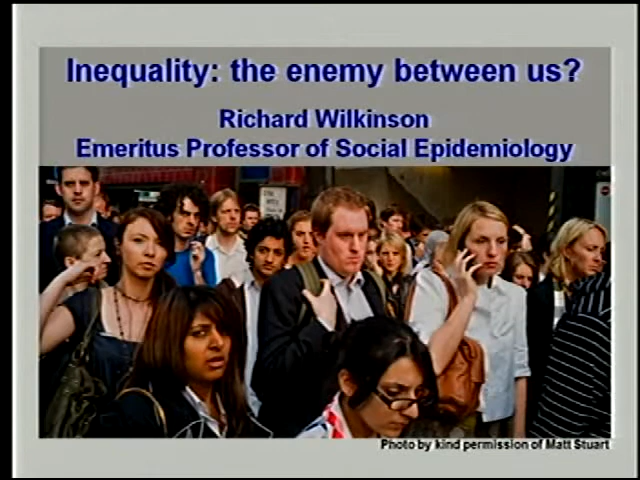 Inequality: the enemy between us?
Richard Wilkinson
Emeritus Professor of Social Epidemiology
Photo by kind permission of Matt Stuart